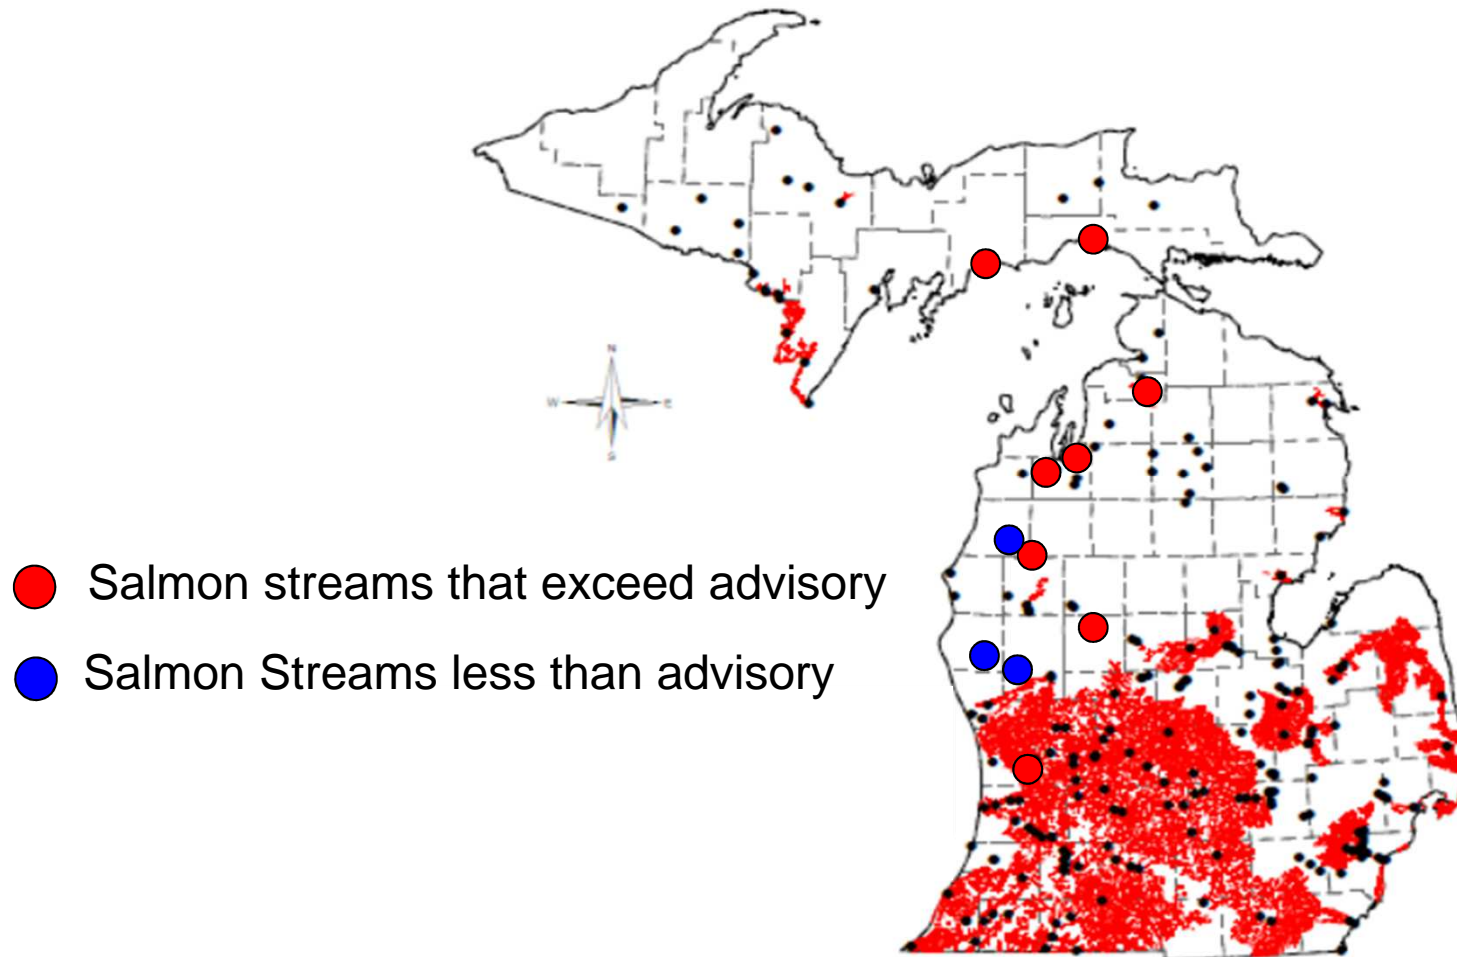 N
W E
S
Salmon streams that exceed advisory
Salmon Streams less than advisory